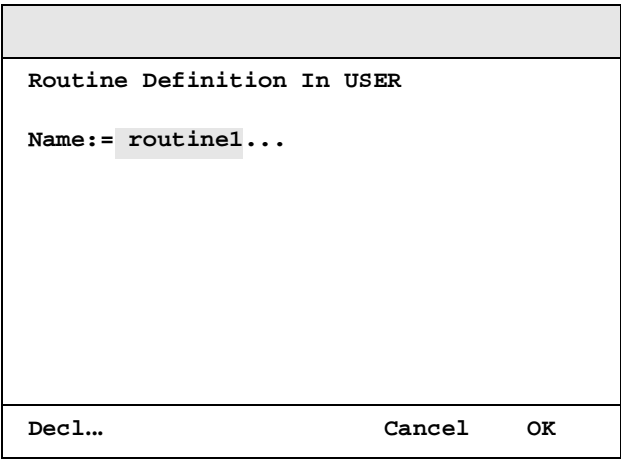 Routine Definition In USER
Name:= routine1...
Decl… Cancel OK